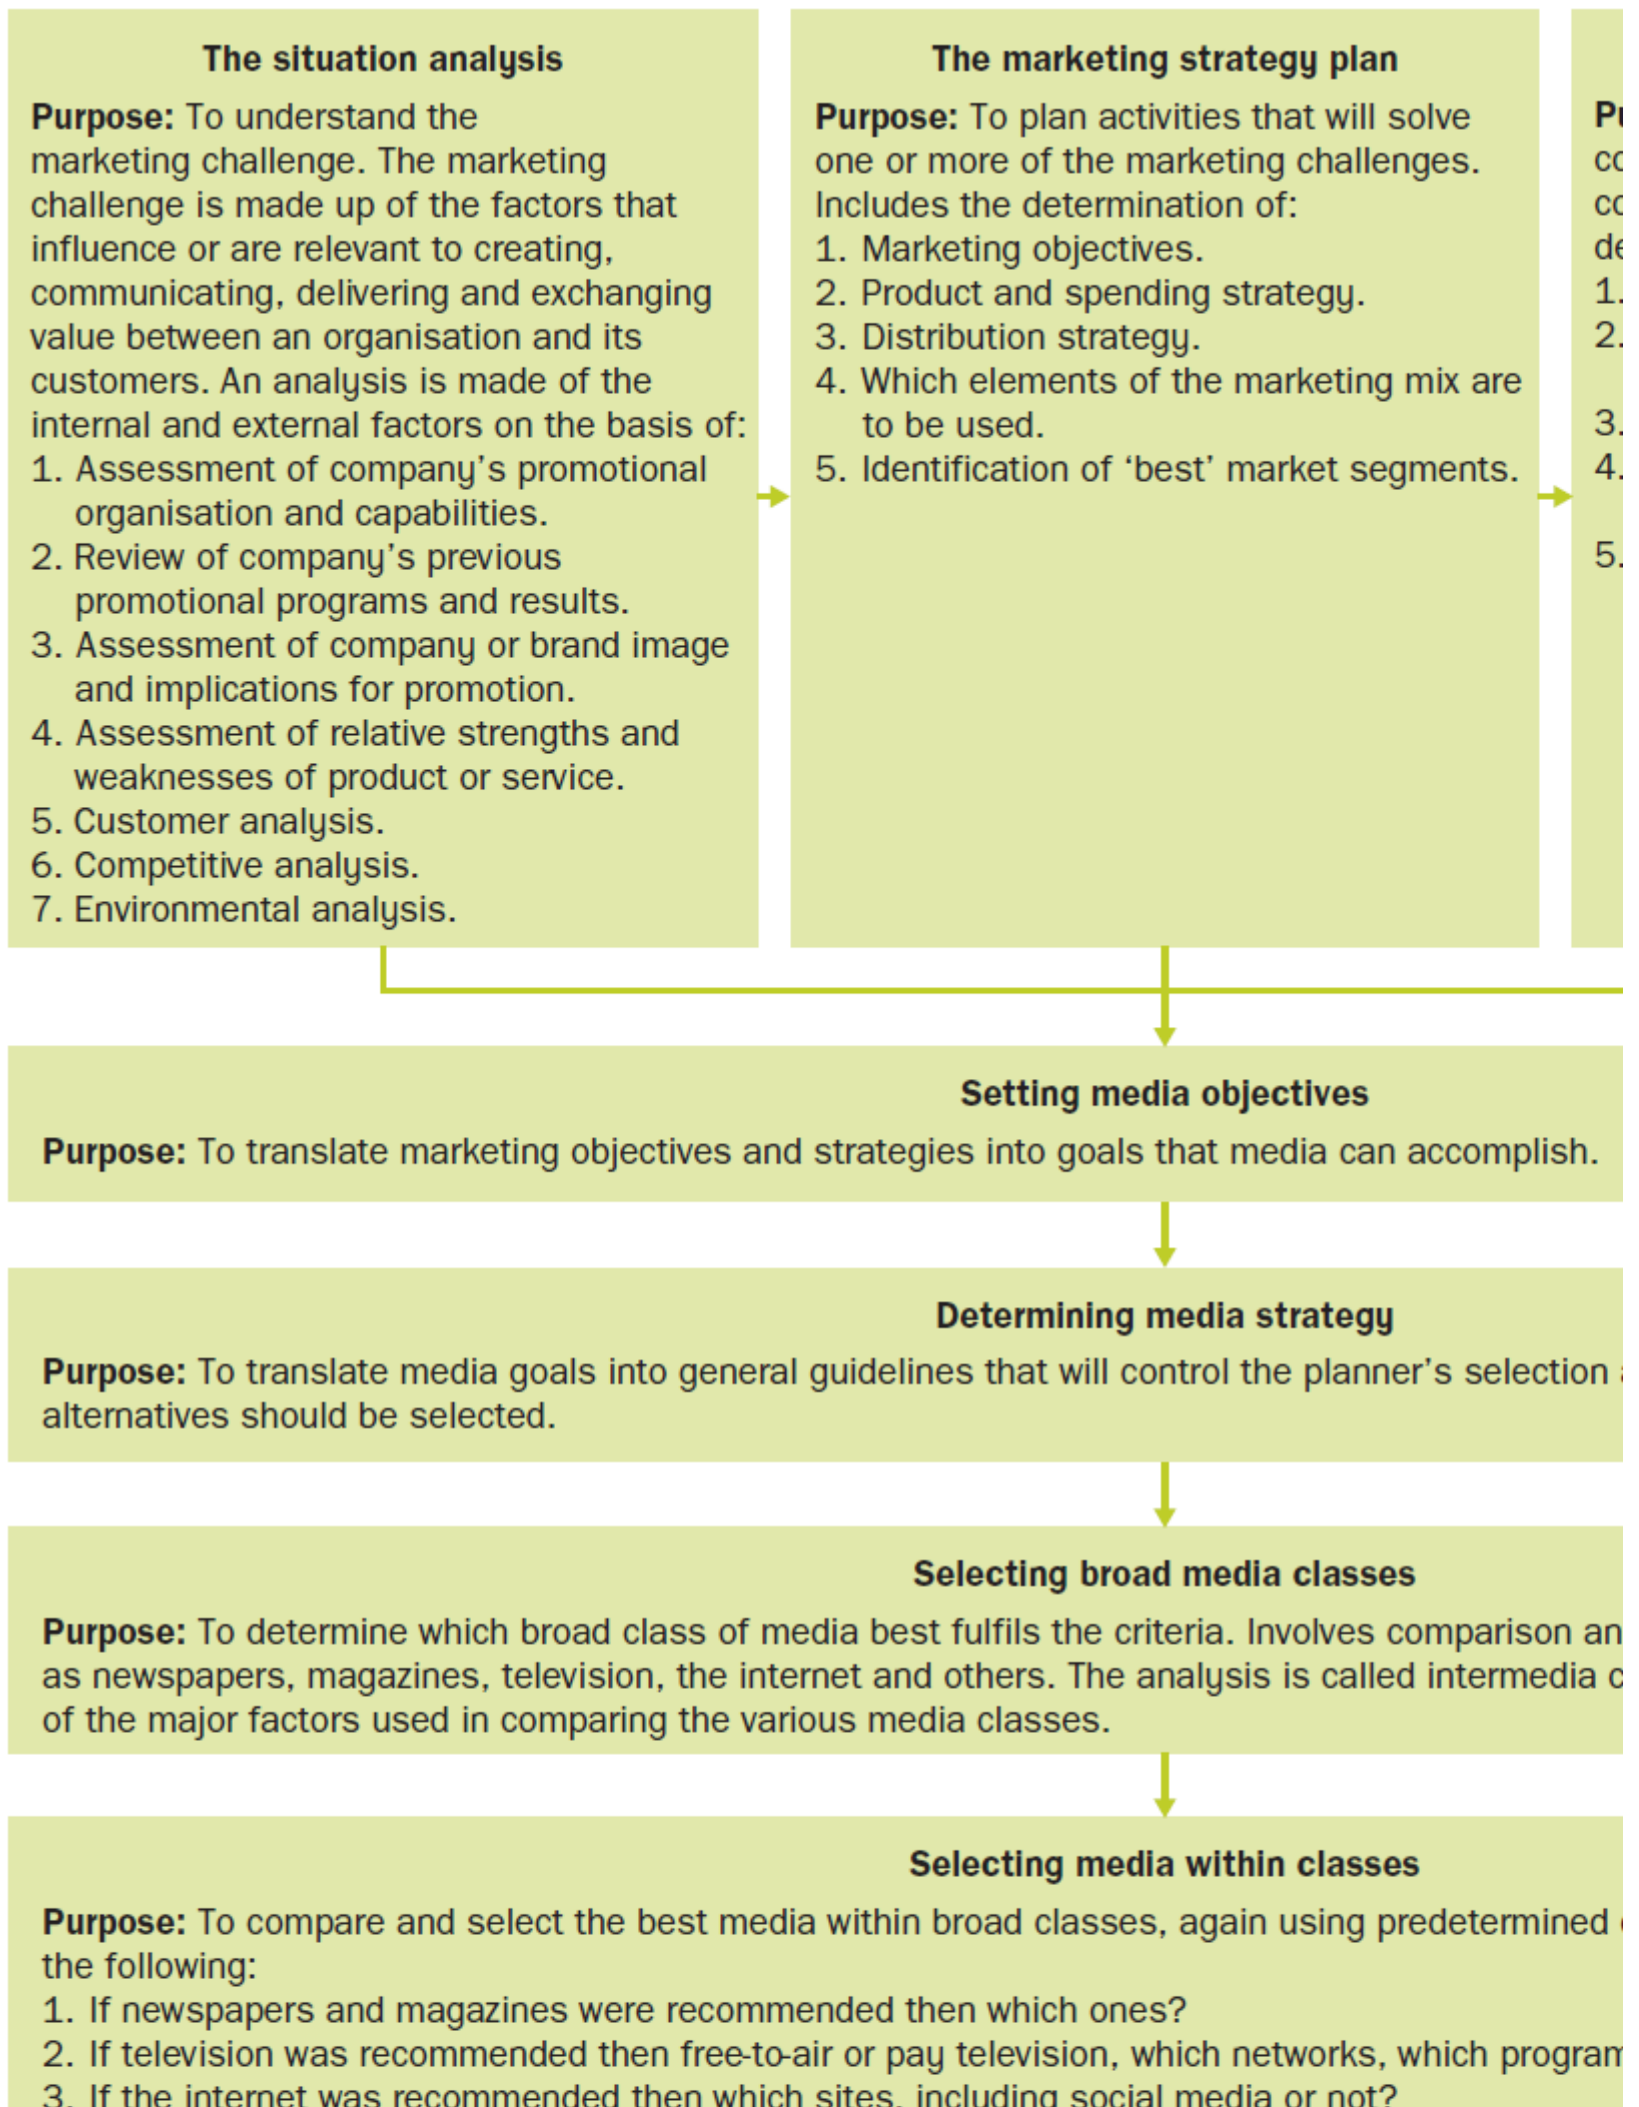 The situation analysis
Purpose: To understand the
marketing challenge. The marketing
challenge is made up of the factors that
influence or are relevant to creating,
communicating, delivering and exchanging
value between an organisation and its
customers. An analysis is made of the
internal and external factors on the basis of:
1. Assessment of company's promotional
organisation and capabilities.
2. Review of company's previous
promotional programs and results.
3. Assessment of company or brand image
and implications for promotion.
4. Assessment of relative strengths and
weaknesses of product or service.
5. Customer analysis.
6. Competitive analysis.
7. Environmental analysis.
The marketing strategy plan
Purpose: To plan activities that will solve
one or more of the marketing challenges.
Includes the determination of:
1. Marketing objectives.
2. Product and spending strategy.
3. Distribution strategy.
4. Which elements of the marketing mix are
to be used.
5. Identification of ‘best’ market segments.
1.
2.
3.
4.
5.
Setting media objectives
Purpose: To translate marketing objectives and strategies into goals that media can accomplish.
Determining media strategy
Purpose: To translate media goals into general guidelines that will control the planner's selection
alternatives should be selected.
Selecting broad media classes
Purpose: To determine which broad class of media best fulfils the criteria. Involves comparison
as newspapers, magazines, television, the internet and others. The analysis is called intermedia
of the major factors used in comparing the various media classes.
Selecting media within classes
Purpose: To compare and select the best media within broad classes, again using predetermined
the following:
1. If newspapers and magazines were recommended then which ones?
2. If television was recommended then free-to-air or pay television, which networks, which program
3. If the internet was recommended then which sites, including social media or not?